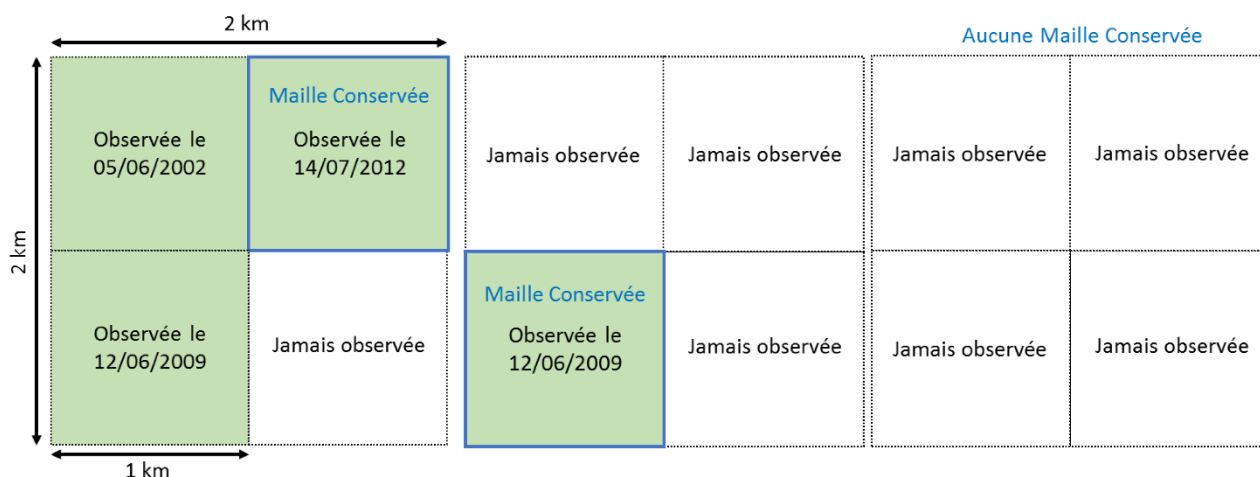 2 km
Aucune Maille Conservée
2 km
Observée le
05/06/2002
Maille Conservée
Observée le
14/07/2012
Observée le
12/06/2009
Jamais observée
1 km
Jamais observée
Jamais observée
Maille Conservée
Observée le
12/06/2009
Jamais observée
Jamais observée
Jamais observée
Jamais observée
Jamais observée